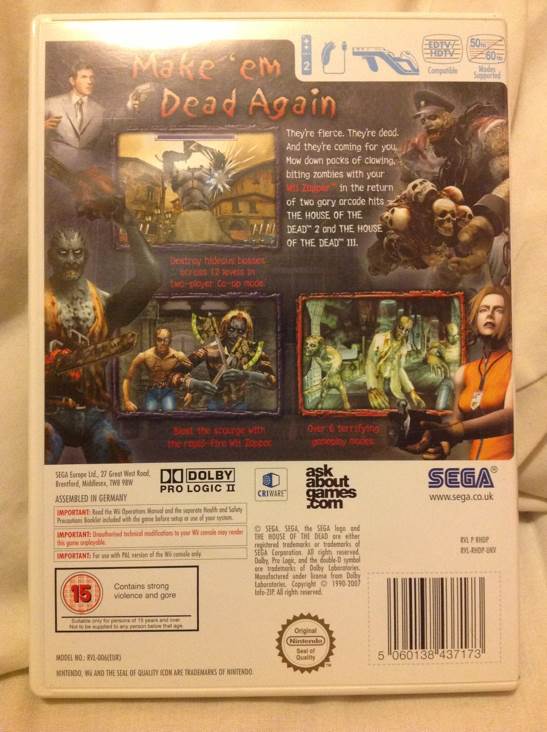 Make 'em
Dead Again
2
EDTV
HDTV
Compatible
50Hz
60Hz
Modes
Supported
They're fierce. They're dead.
And they're coming for you.
Mow down packs of clawing,
biting zombies with your
Wii Zapper™ in the return
of two gory arcade hits
THE HOUSE OF THE
DEAD™ 2 and THE HOUSE
OF THE DEAD™ III.
Destroy hideous bosses
across 12 levels in
two-player Co-op mode
Blast the scourge with
the rapid-fire Wii Zapper
Over 6 terrifying
gameplay modes
SEGA Europe Ltd., 27 Great West Road,
Brentford, Middlesex, TW8 9BW
ASSEMBLED IN GERMANY
DOLBY
PRO LOGIC II
CRIWARE™
ask
about
games
.com
SEGA®
www.sega.co.uk
IMPORTANT: Read the Wii Operations Manual and the separate Health and Safety
Precautions Booklet included with the game before setup or use of your system.
IMPORTANT: Unauthorised technical modifications to your Wii console may render
this game unplayable.
IMPORTANT: For use with PAL version of the Wii console only.
© SEGA. SEGA, the SEGA logo and
THE HOUSE OF THE DEAD are either
registered trademarks or trademarks of
SEGA Corporation. All rights reserved.
Dolby, Pro Logic, and the double-D symbol
are trademarks of Dolby Laboratories.
Manufactured under license from Dolby
Laboratories. Copyright © 1990-2007
Info-ZIP. All rights reserved.
RVL P RHDP
RVL-RHDP-UKV
15
Contains strong
violence and gore
Suitable only for persons of 15 years and over.
Not to be supplied to any person below that age.
Original
Nintendo
Seal of
Quality
5 060138 437173
MODEL NO.: RVL-006(EUR)
NINTENDO, Wii AND THE SEAL OF QUALITY ICON ARE TRADEMARKS OF NINTENDO.